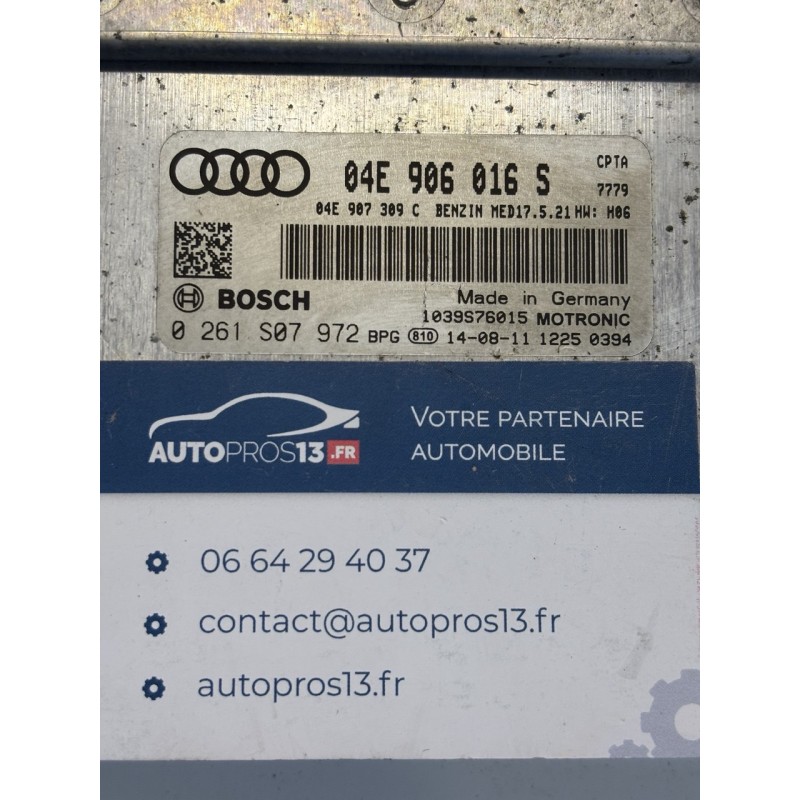 04E 906 016 S
CPTA
7779
04E 907 309 C BENZIN MED17.5.21 HW: H06
BOSCH
Made in Germany
1039S76015 MOTRONIC
0 261 S07 972 BPG 810 14-08-11 1225 0394
AUTOPROS13.FR
VOTRE PARTENAIRE
AUTOMOBILE
06 64 29 40 37
contact@autopros13.fr
autopros13.fr